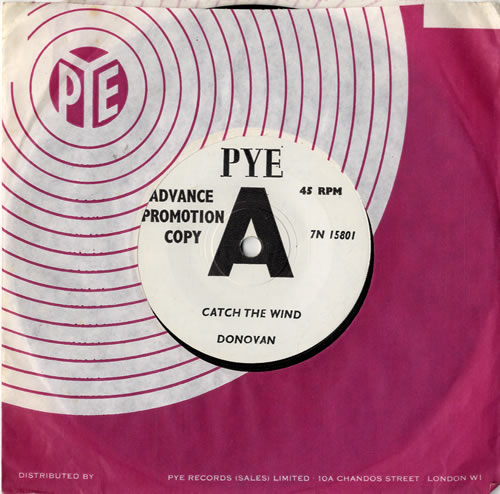 PYE
PYE
ADVANCE
PROMOTION
COPY
A
45 RPM
7N 15801
CATCH THE WIND
DONOVAN
DISTRIBUTED BY
PYE RECORDS (SALES) LIMITED · 10A CHANDOS STREET · LONDON W1